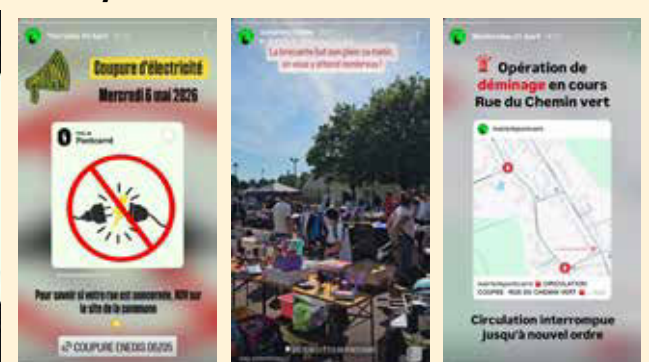 Coupure d'électricité
Mercredi 6 mai 2026
Pontcarré
Pour savoir si votre rue est concernée, RDV sur
le site de la commune
COUPURE ENEDIS 06/05
La brocante bat son plein ce matin,
on vous y attend nombreux !
Opération de
déminage en cours
Rue du Chemin vert
mairiedepontcarre
mairiedepontcarre CIRCULATION
COUPÉE RUE DU CHEMIN VERT
Circulation interrompue
jusqu'à nouvel ordre